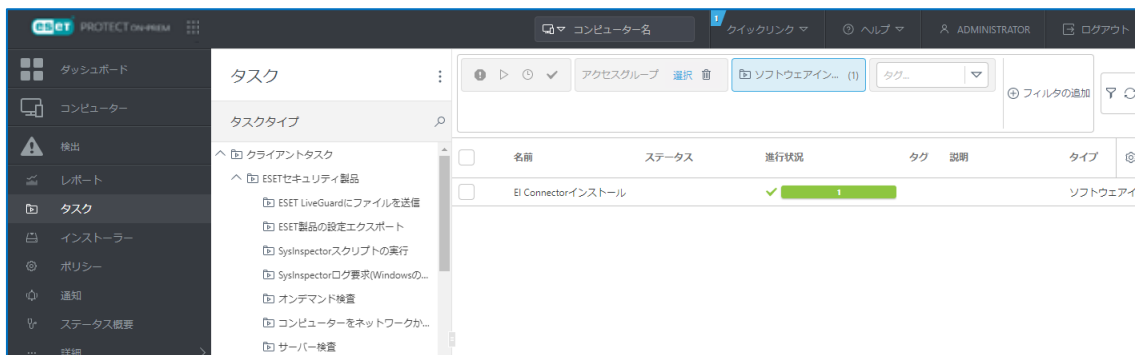 eset PROTECT ON-PREM
コンピューター名
1
クイックリンク
ヘルプ
ADMINISTRATOR
ログアウト
ダッシュボード
コンピューター
検出
レポート
タスク
インストーラー
ポリシー
通知
ステータス概要
詳細
タスク
タスクタイプ
クライアントタスク
ESETセキュリティ製品
ESET LiveGuardにファイルを送信
ESET製品の設定エクスポート
SysInspectorスクリプトの実行
SysInspectorログ要求(Windowsの...
オンデマンド検査
コンピューターをネットワークか...
サーバー検査
アクセスグループ 選択
ソフトウェアイン... (1)
タグ...
フィルタの追加
名前 ステータス 進行状況 タグ 説明 タイプ
EI Connectorインストール 1 ソフトウェアイ